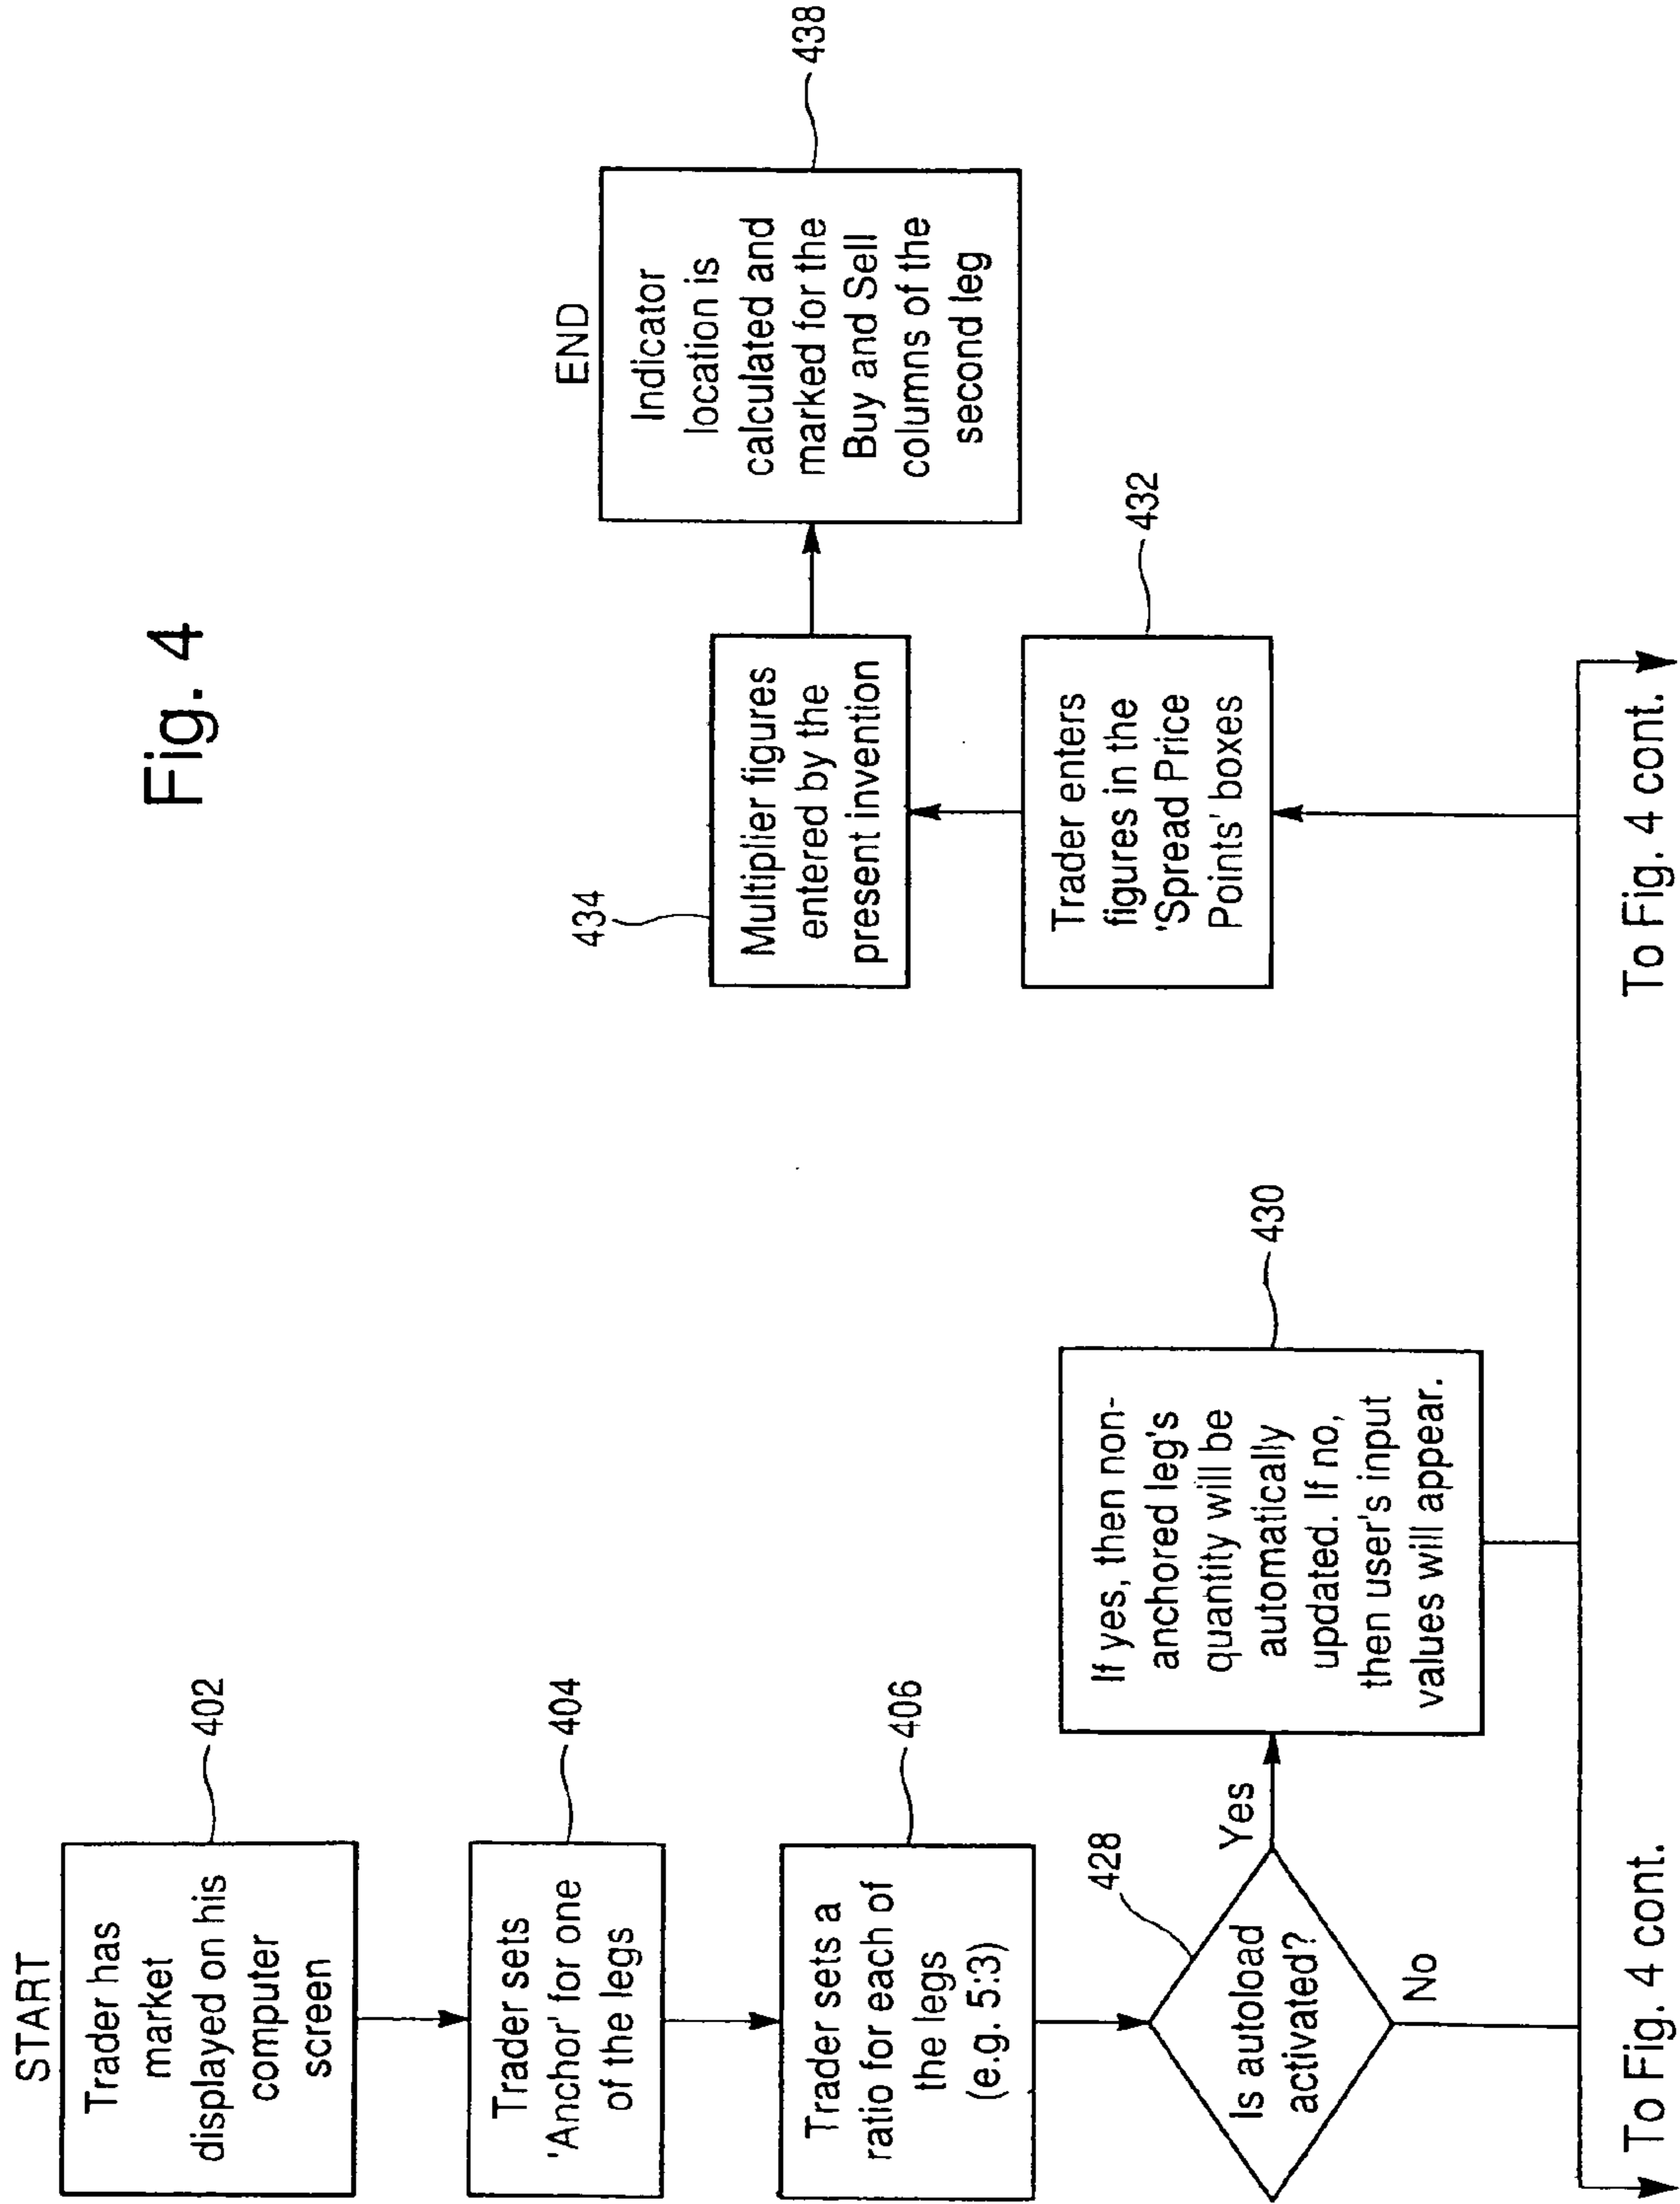 Fig. 4
START
Trader has
market
displayed on his
computer
screen
402
Trader sets
'Anchor' for one
of the legs
404
Trader sets a
ratio for each of
the legs
(e.g. 5:3)
406
Is autoload
activated?
428
Yes
No
If yes, then non-
anchored leg's
quantity will be
automatically
updated. If no,
then user's input
values will appear.
430
To Fig. 4 cont.
To Fig. 4 cont.
Trader enters
figures in the
'Spread Price
Points' boxes
432
Multiplier figures
entered by the
present invention
434
END
Indicator
location is
calculated and
marked for the
Buy and Sell
columns of the
second leg
438